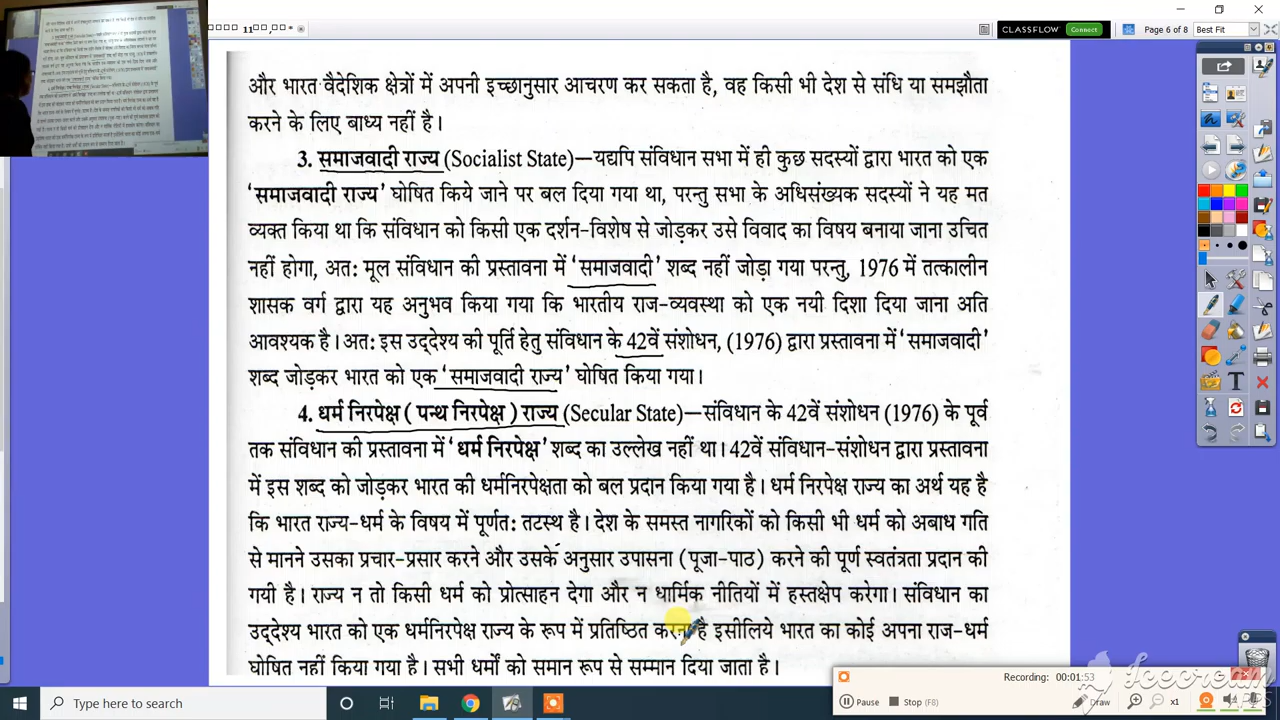 11
CLASSFLOW Connect
Page 6 of 8 Best Fit
और भारत वैश्विक क्षेत्रों में अपनी इच्छानुसार आचरण कर सकता है, वह किसी भी देश से संधि या समझौता
करने के लिए बाध्य नहीं है।
3. समाजवादी राज्य (Socialist State)—यद्यपि संविधान सभा में ही कुछ सदस्यों द्वारा भारत को एक
‘समाजवादी राज्य’ घोषित किये जाने पर बल दिया गया था, परन्तु सभा के अधिसंख्यक सदस्यों ने यह मत
व्यक्त किया था कि संविधान को किसी एक दर्शन-विशेष से जोड़कर उसे विवाद का विषय बनाया जाना उचित
नहीं होगा, अतः मूल संविधान की प्रस्तावना में ‘समाजवादी’ शब्द नहीं जोड़ा गया परन्तु, 1976 में तत्कालीन
शासक वर्ग द्वारा यह अनुभव किया गया कि भारतीय राज-व्यवस्था को एक नयी दिशा दिया जाना अति
आवश्यक है। अतः इस उद्देश्य की पूर्ति हेतु संविधान के 42वें संशोधन, (1976) द्वारा प्रस्तावना में ‘समाजवादी’
शब्द जोड़कर भारत को एक ‘समाजवादी राज्य’ घोषित किया गया।
4. धर्म निरपेक्ष ( पन्थ निरपेक्ष ) राज्य (Secular State)—संविधान के 42वें संशोधन (1976) के पूर्व
तक संविधान की प्रस्तावना में ‘धर्म निरपेक्ष’ शब्द का उल्लेख नहीं था। 42वें संविधान-संशोधन द्वारा प्रस्तावना
में इस शब्द को जोड़कर भारत की धर्मनिरपेक्षता को बल प्रदान किया गया है। धर्म निरपेक्ष राज्य का अर्थ यह है
कि भारत राज्य-धर्म के विषय में पूर्णतः तटस्थ है। देश के समस्त नागरिकों को किसी भी धर्म को अबाध गति
से मानने उसका प्रचार-प्रसार करने और उसके अनुसार उपासना (पूजा-पाठ) करने की पूर्ण स्वतंत्रता प्रदान की
गयी है। राज्य न तो किसी धर्म को प्रोत्साहन देगा और न धार्मिक नीतियों में हस्तक्षेप करेगा। संविधान का
उद्देश्य भारत को एक धर्मनिरपेक्ष राज्य के रूप में प्रतिष्ठित करना है इसीलिये भारत का कोई अपना राज-धर्म
घोषित नहीं किया गया है। सभी धर्मों को समान रूप से सम्मान दिया जाता है।
Recording: 00:01:53
Pause Stop (F8) Draw x1
Icecream
APPS
Type here to search